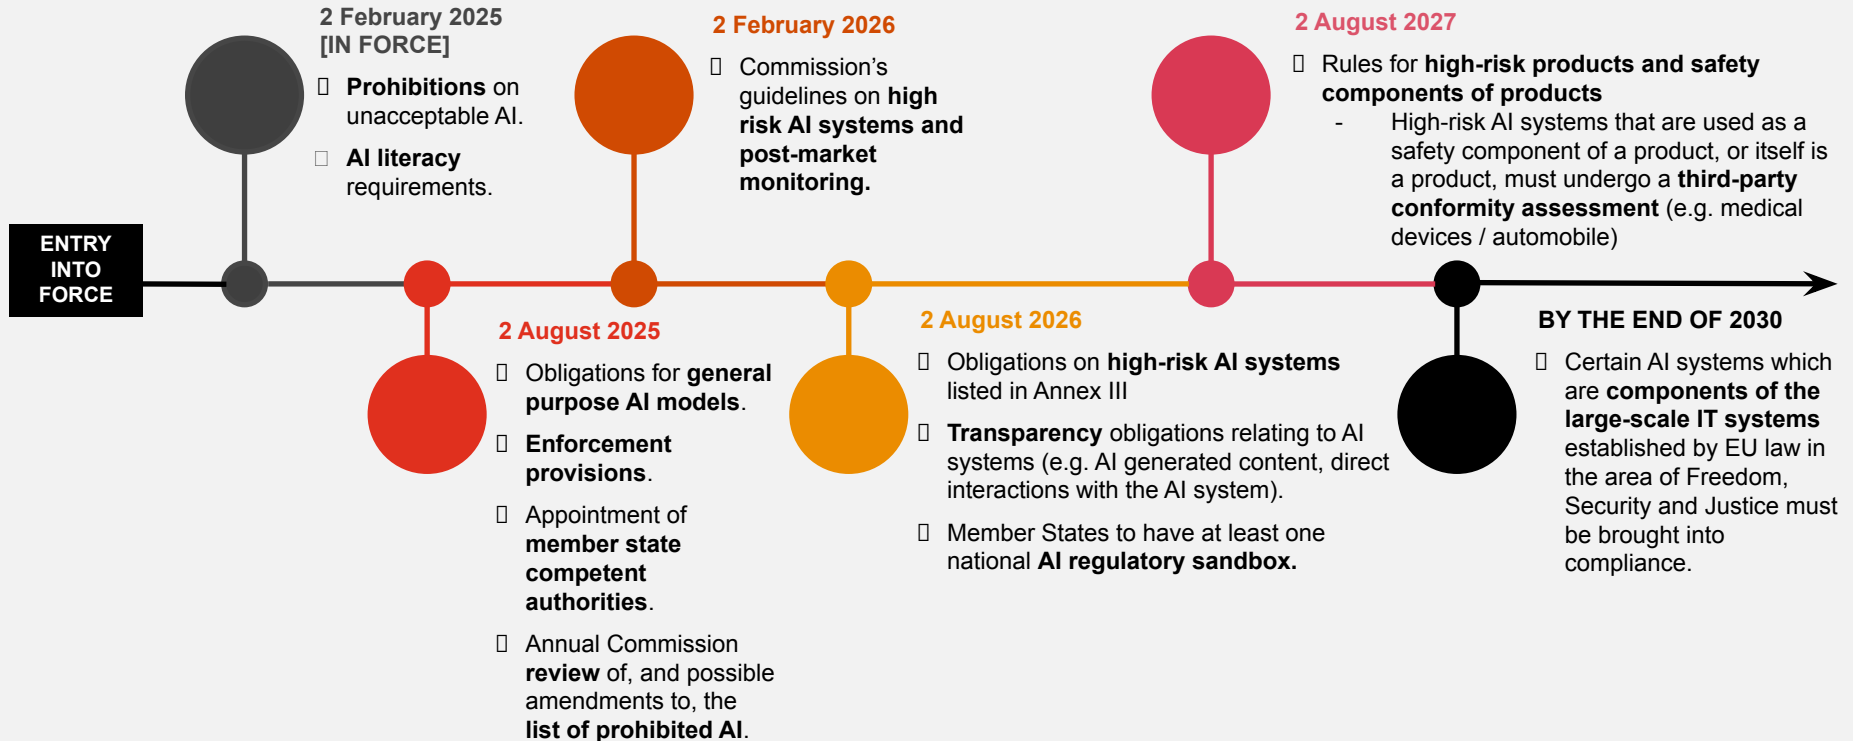 2 February 2025
[IN FORCE]
Prohibitions on
unacceptable AI.
AI literacy
requirements.
2 February 2026
Commission's
guidelines on high
risk AI systems and
post-market
monitoring.
2 August 2027
Rules for high-risk products and safety
components of products
- High-risk AI systems that are used as a
safety component of a product, or itself is
a product, must undergo a third-party
conformity assessment (e.g. medical
devices / automobile)
ENTRY
INTO
FORCE
2 August 2025
Obligations for general
purpose AI models.
Enforcement
provisions.
Appointment of
member state
competent
authorities.
Annual Commission
review of, and possible
amendments to, the
list of prohibited AI.
2 August 2026
Obligations on high-risk AI systems
listed in Annex III
Transparency obligations relating to AI
systems (e.g. AI generated content, direct
interactions with the AI system).
Member States to have at least one
national AI regulatory sandbox.
BY THE END OF 2030
Certain AI systems which
are components of the
large-scale IT systems
established by EU law in
the area of Freedom,
Security and Justice must
be brought into
compliance.